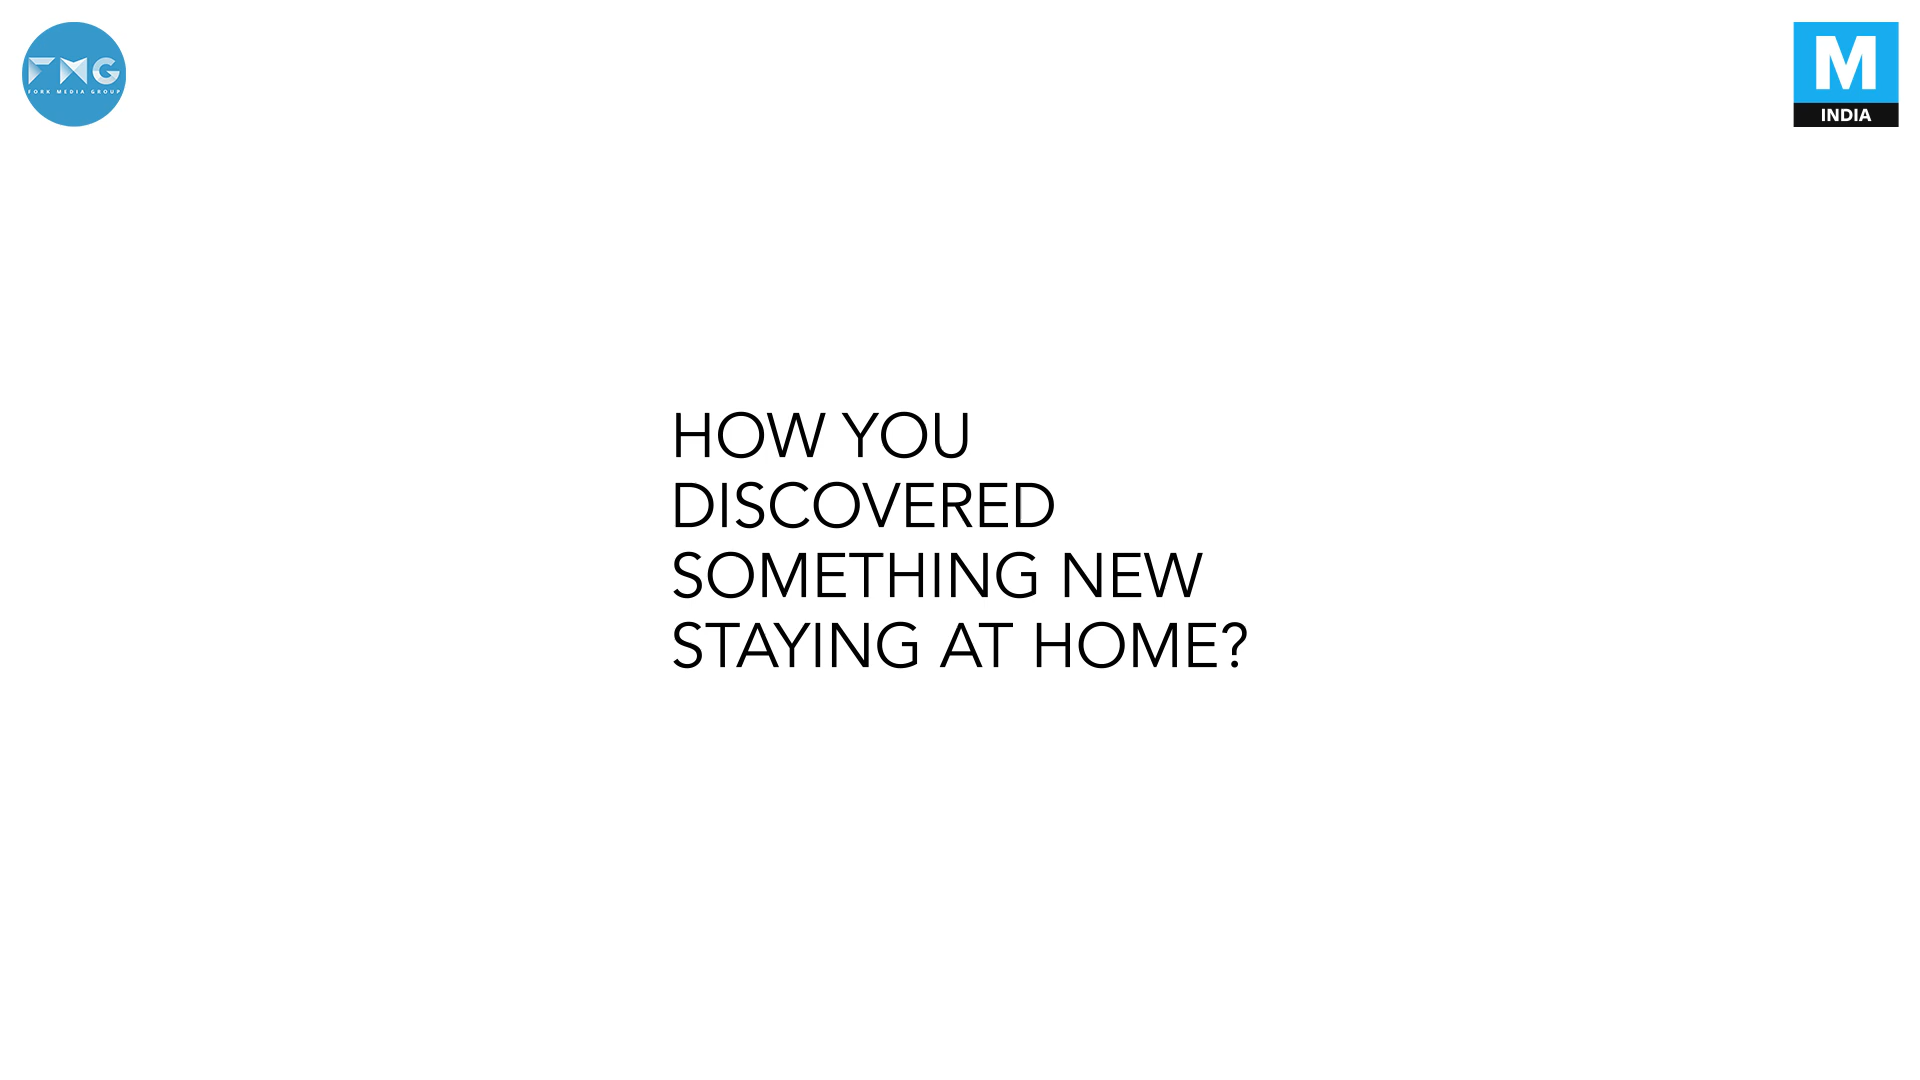 FMG
FORK MEDIA GROUP
M
INDIA
HOW YOU
DISCOVERED
SOMETHING NEW
STAYING AT HOME?